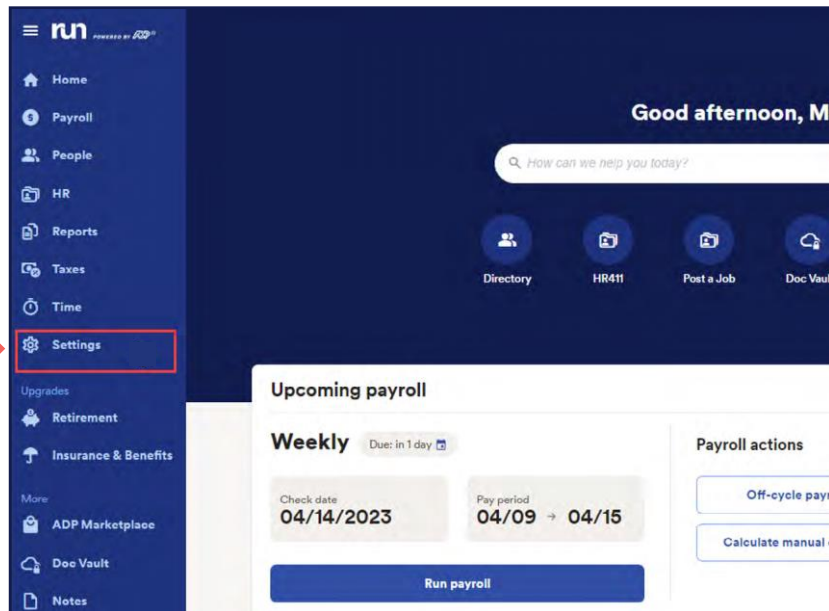 run POWERED BY ADP®
Home
Payroll
People
HR
Reports
Taxes
Time
Settings
Upgrades
Retirement
Insurance & Benefits
More
ADP Marketplace
Doc Vault
Notes
Good afternoon, M
How can we help you today?
Directory
HR411
Post a Job
Doc Vaul
Upcoming payroll
Weekly
Due: in 1 day
Check date
04/14/2023
Pay period
04/09 → 04/15
Run payroll
Payroll actions
Off-cycle payr
Calculate manual